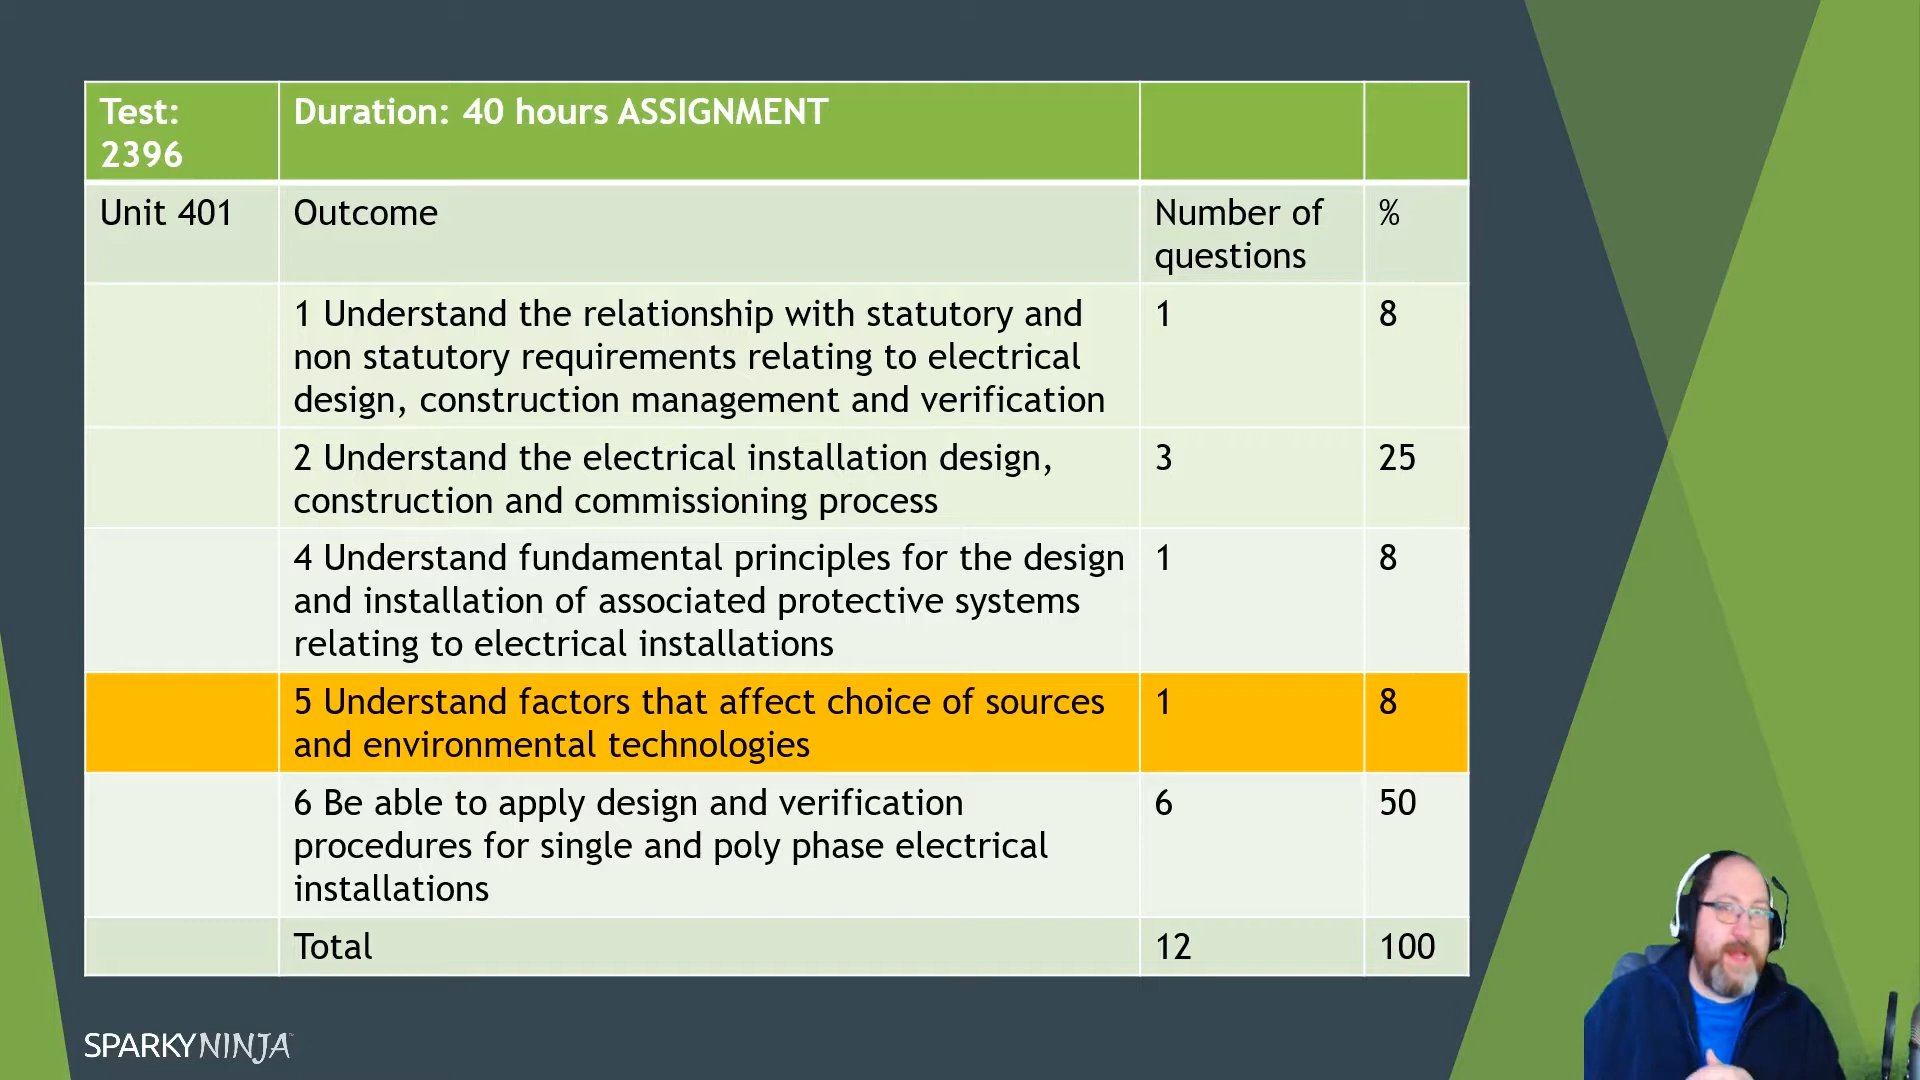 Test:
2396
Duration: 40 hours ASSIGNMENT
Unit 401
Outcome
Number of
questions
%
1 Understand the relationship with statutory and
non statutory requirements relating to electrical
design, construction management and verification
1
8
2 Understand the electrical installation design,
construction and commissioning process
3
25
4 Understand fundamental principles for the design
and installation of associated protective systems
relating to electrical installations
1
8
5 Understand factors that affect choice of sources
and environmental technologies
1
8
6 Be able to apply design and verification
procedures for single and poly phase electrical
installations
6
50
Total
12
100
SPARKYNINJA